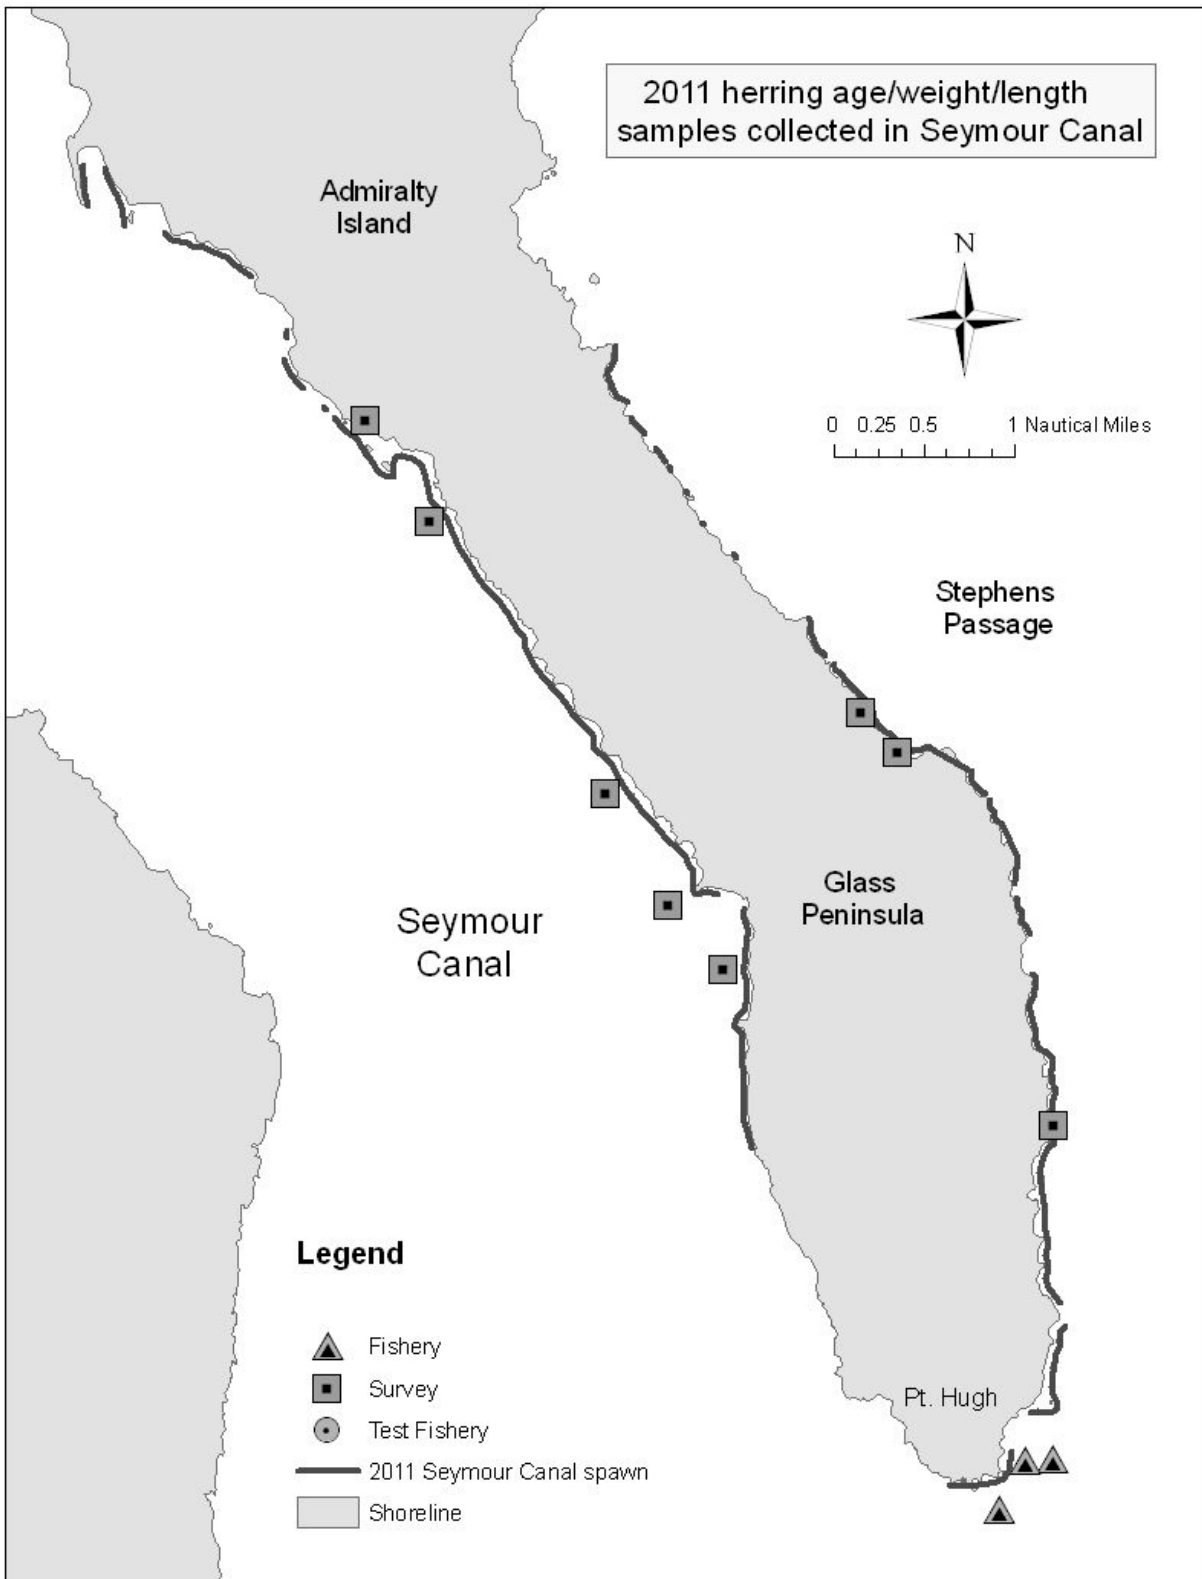 2011 herring age/weight/length
samples collected in Seymour Canal
Admiralty
Island
N
0 0.25 0.5 1 Nautical Miles
Stephens
Passage
Glass
Peninsula
Seymour
Canal
Legend
Fishery
Survey
Test Fishery
2011 Seymour Canal spawn
Shoreline
Pt. Hugh